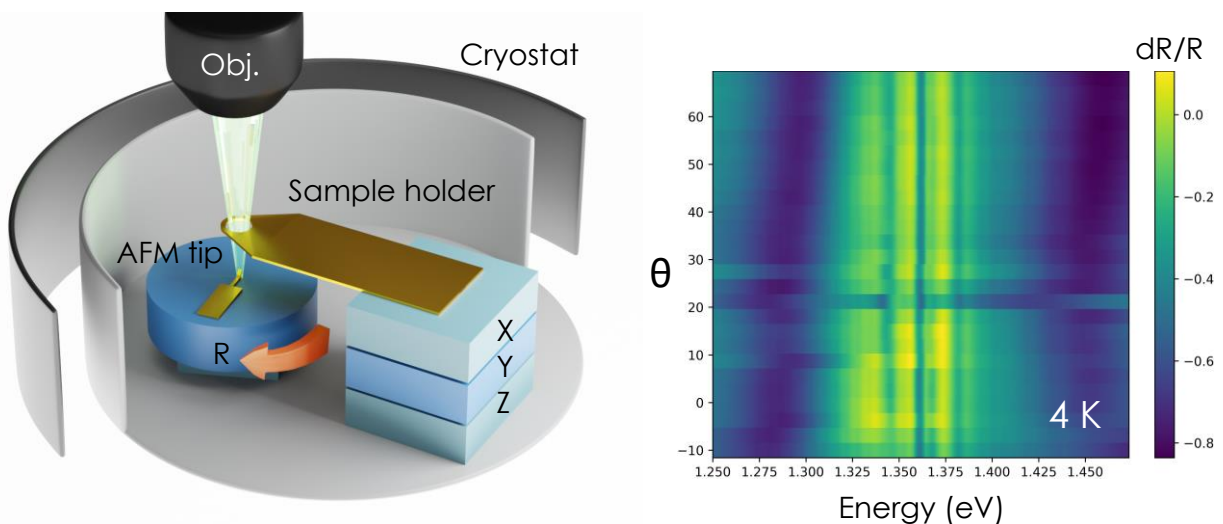 Obj.
Cryostat
Sample holder
AFM tip
R
X
Y
Z
dR/R
θ
60
50
40
30
20
10
0
−10
1.250 1.275 1.300 1.325 1.350 1.375 1.400 1.425 1.450
Energy (eV)
4 K
0.0
−0.2
−0.4
−0.6
−0.8